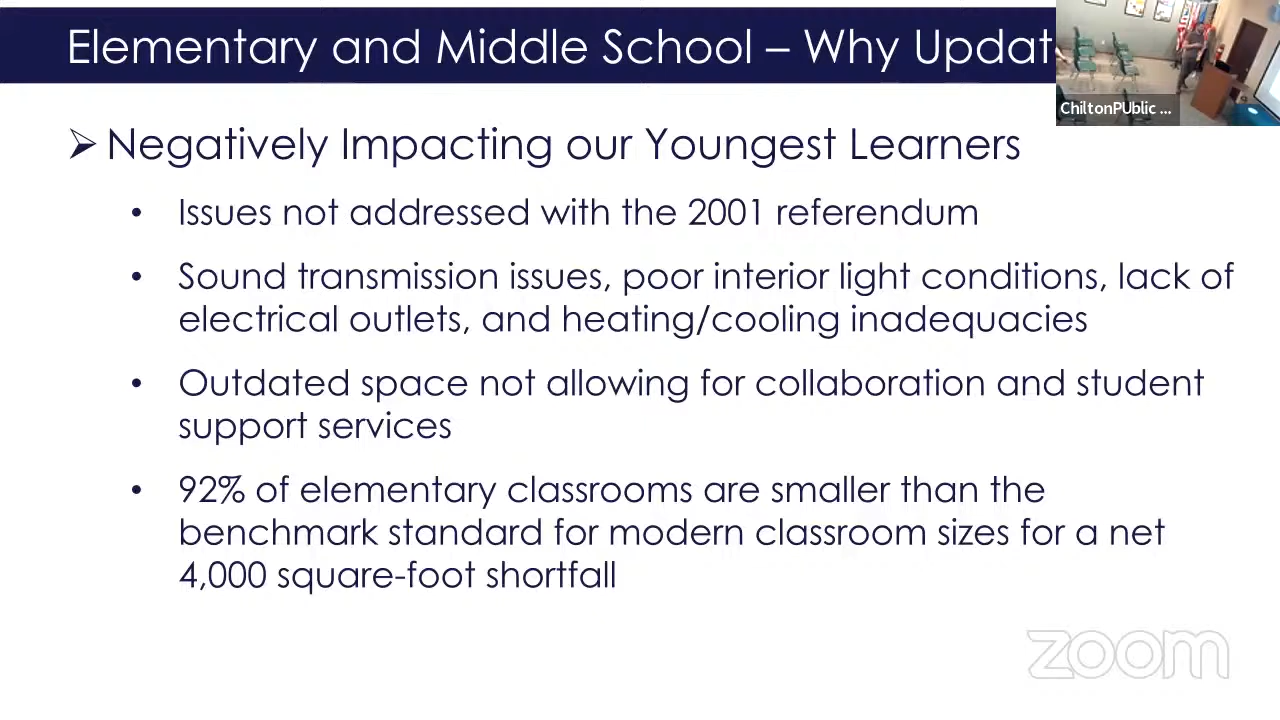 Elementary and Middle School – Why Updat
ChiltonPUblic ...
➢ Negatively Impacting our Youngest Learners
• Issues not addressed with the 2001 referendum
• Sound transmission issues, poor interior light conditions, lack of
electrical outlets, and heating/cooling inadequacies
• Outdated space not allowing for collaboration and student
support services
• 92% of elementary classrooms are smaller than the
benchmark standard for modern classroom sizes for a net
4,000 square-foot shortfall
zoom